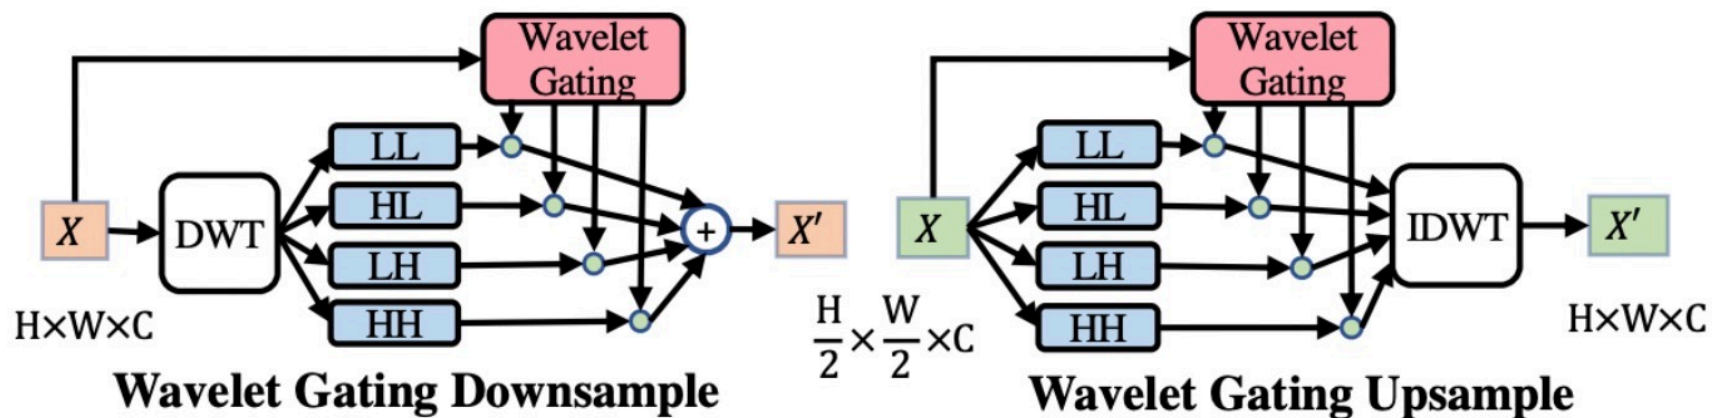 Wavelet
Gating
LL
HL
LH
HH
X
DWT
+
X′
H×W×C
Wavelet Gating Downsample
Wavelet
Gating
LL
HL
LH
HH
X
IDWT
X′
H/2×W/2×C
H×W×C
Wavelet Gating Upsample